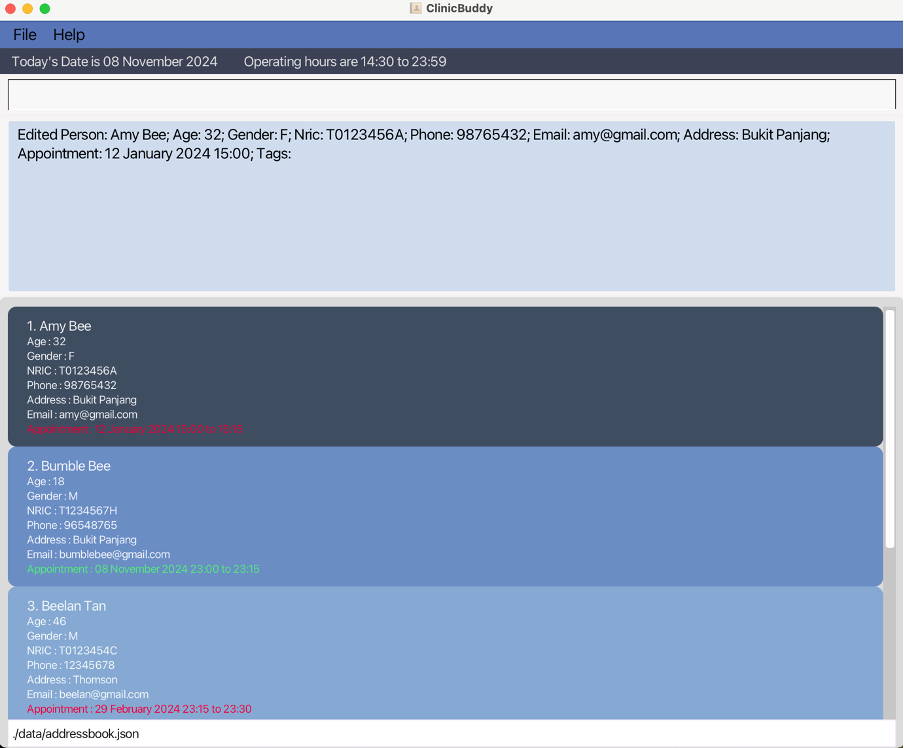 ClinicBuddy
File Help
Today's Date is 08 November 2024 Operating hours are 14:30 to 23:59
Edited Person: Amy Bee; Age: 32; Gender: F; Nric: T0123456A; Phone: 98765432; Email: amy@gmail.com; Address: Bukit Panjang;
Appointment: 12 January 2024 15:00; Tags:
1. Amy Bee
Age : 32
Gender : F
NRIC : T0123456A
Phone : 98765432
Address : Bukit Panjang
Email : amy@gmail.com
Appointment : 12 January 2024 15:00 to 15:15
2. Bumble Bee
Age : 18
Gender : M
NRIC : T1234567H
Phone : 96548765
Address : Bukit Panjang
Email : bumblebee@gmail.com
Appointment : 08 November 2024 23:00 to 23:15
3. Beelan Tan
Age : 46
Gender : M
NRIC : T0123454C
Phone : 12345678
Address : Thomson
Email : beelan@gmail.com
Appointment : 29 February 2024 23:15 to 23:30
./data/addressbook.json